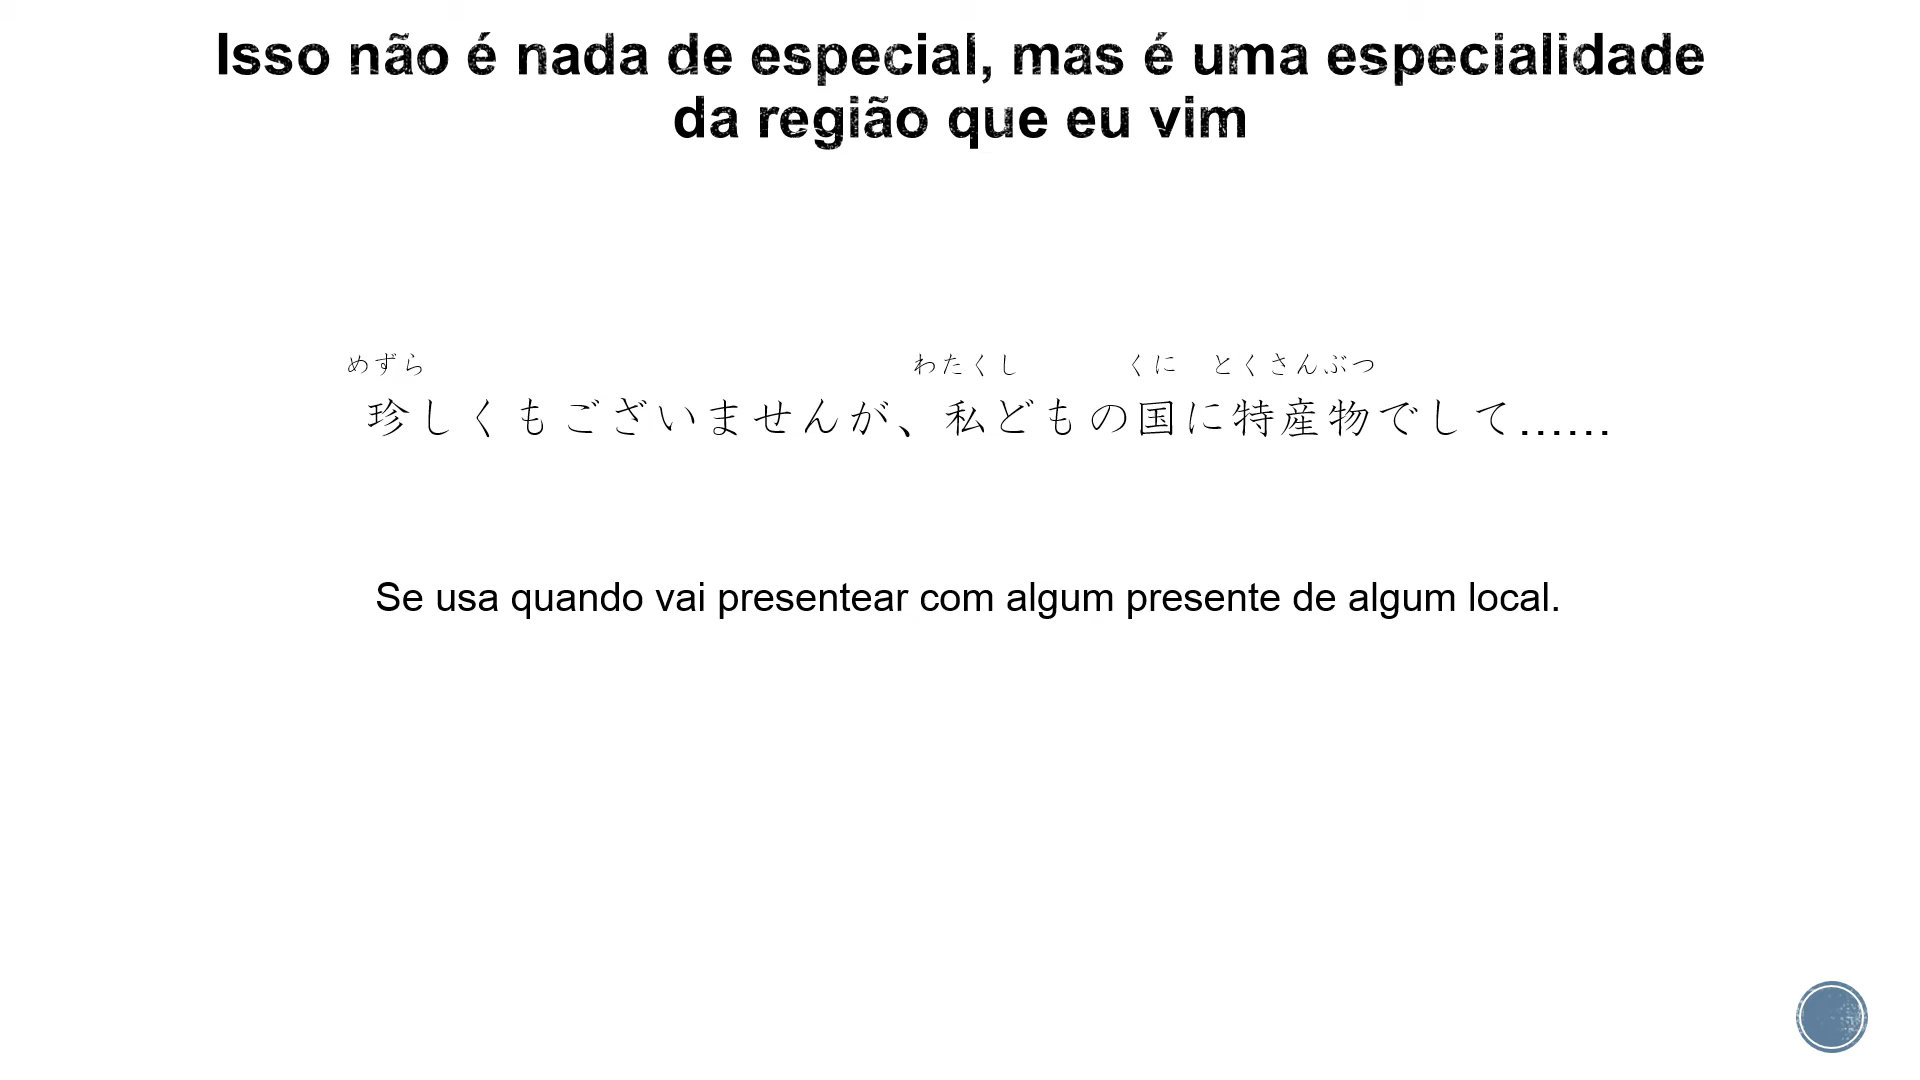 Isso não é nada de especial, mas é uma especialidade
da região que eu vim
めずら わたくし くに とくさんぶつ
珍しくもございませんが、私どもの国に特産物でして……
Se usa quando vai presentear com algum presente de algum local.